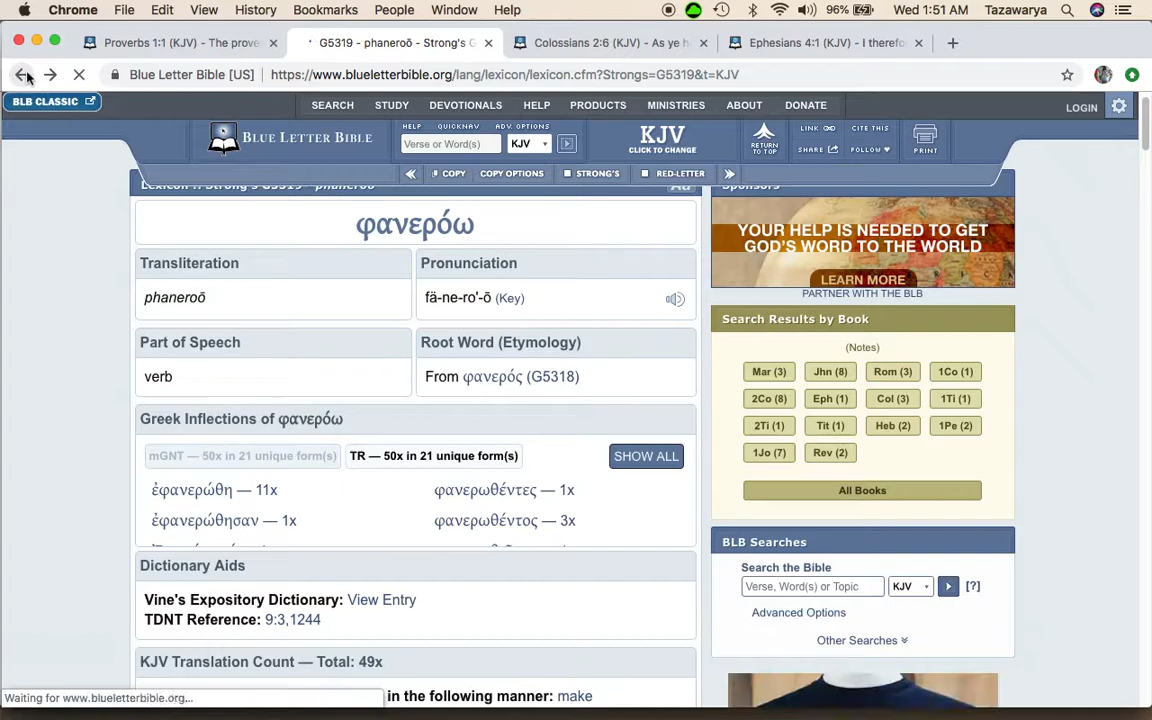 Chrome File Edit View History Bookmarks People Window Help 96% Wed 1:51 AM Tazawarya
Proverbs 1:1 (KJV) - The prove × G5319 - phaneroō - Strong's G × Colossians 2:6 (KJV) - As ye h × Ephesians 4:1 (KJV) - I therefo ×
Blue Letter Bible [US] https://www.blueletterbible.org/lang/lexicon/lexicon.cfm?Strongs=G5319&t=KJV
BLB CLASSIC
SEARCH STUDY DEVOTIONALS HELP PRODUCTS MINISTRIES ABOUT DONATE LOGIN
HELP QUICKNAV ADV. OPTIONS
BLUE LETTER BIBLE
Verse or Word(s) KJV
KJV
CLICK TO CHANGE
RETURN TO TOP
LINK CITE THIS
SHARE FOLLOW
PRINT
COPY COPY OPTIONS STRONG'S RED-LETTER
Lexicon :: Strong's G5319 - phaneroō Aa
φανερόω
Transliteration
phaneroō
Pronunciation
fä-ne-ro'-ō (Key)
Part of Speech
verb
Root Word (Etymology)
From φανερός (G5318)
Greek Inflections of φανερόω
mGNT — 50x in 21 unique form(s) TR — 50x in 21 unique form(s) SHOW ALL
ἐφανερώθη — 11x φανερωθέντες — 1x
ἐφανερώθησαν — 1x φανερωθέντος — 3x
Dictionary Aids
Vine's Expository Dictionary: View Entry
TDNT Reference: 9:3,1244
KJV Translation Count — Total: 49x
in the following manner: make
Sponsors
YOUR HELP IS NEEDED TO GET
GOD'S WORD TO THE WORLD
LEARN MORE
PARTNER WITH THE BLB
Search Results by Book
(Notes)
Mar (3) Jhn (8) Rom (3) 1Co (1)
2Co (8) Eph (1) Col (3) 1Ti (1)
2Ti (1) Tit (1) Heb (2) 1Pe (2)
1Jo (7) Rev (2)
All Books
BLB Searches
Search the Bible
Verse, Word(s) or Topic KJV [?]
Advanced Options
Other Searches
Waiting for www.blueletterbible.org...